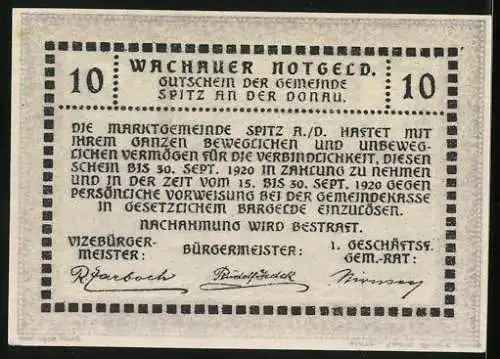 10 WACHAUER NOTGELD. 10
GUTSCHEIN DER GEMEINDE
SPITZ AN DER DONAU.
DIE MARKTGEMEINDE SPITZ A./D. HAFTET MIT
IHREM GANZEN BEWEGLICHEN UND UNBEWEG-
LICHEN VERMÖGEN FÜR DIE VERBINDLICHKEIT, DIESEN
SCHEIN BIS 30. SEPT. 1920 IN ZAHLUNG ZU NEHMEN
UND IN DER ZEIT VOM 15. BIS 30. SEPT. 1920 GEGEN
PERSÖNLICHE VORWEISUNG BEI DER GEMEINDEKASSE
IN GESETZLICHEM BARGELDE EINZULÖSEN.
NACHAHMUNG WIRD BESTRAFT.
VIZEBÜRGER-
MEISTER:
BÜRGERMEISTER:
1. GESCHÄFTSF.
GEM.-RAT: